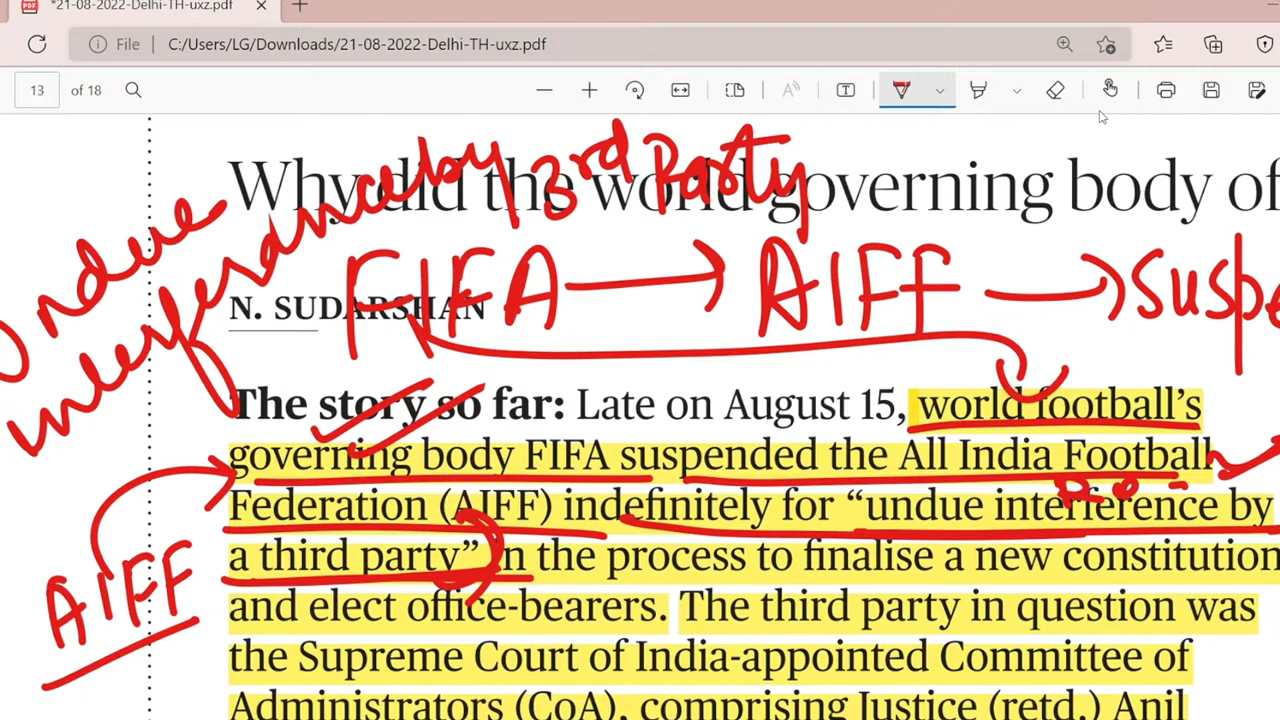 *21-08-2022-Delhi-TH-uxz.pdf
File C:/Users/LG/Downloads/21-08-2022-Delhi-TH-uxz.pdf
13 of 18
Undue interferance by 3rd Party
Why did the world governing body of
FIFA → AIFF → Suspe
N. SUDARSHAN
The story so far: Late on August 15, world football's
governing body FIFA suspended the All India Football
Federation (AIFF) indefinitely for “undue interference by
a third party” in the process to finalise a new constitution
AIFF
and elect office-bearers. The third party in question was
the Supreme Court of India-appointed Committee of
Administrators (CoA), comprising Justice (retd.) Anil